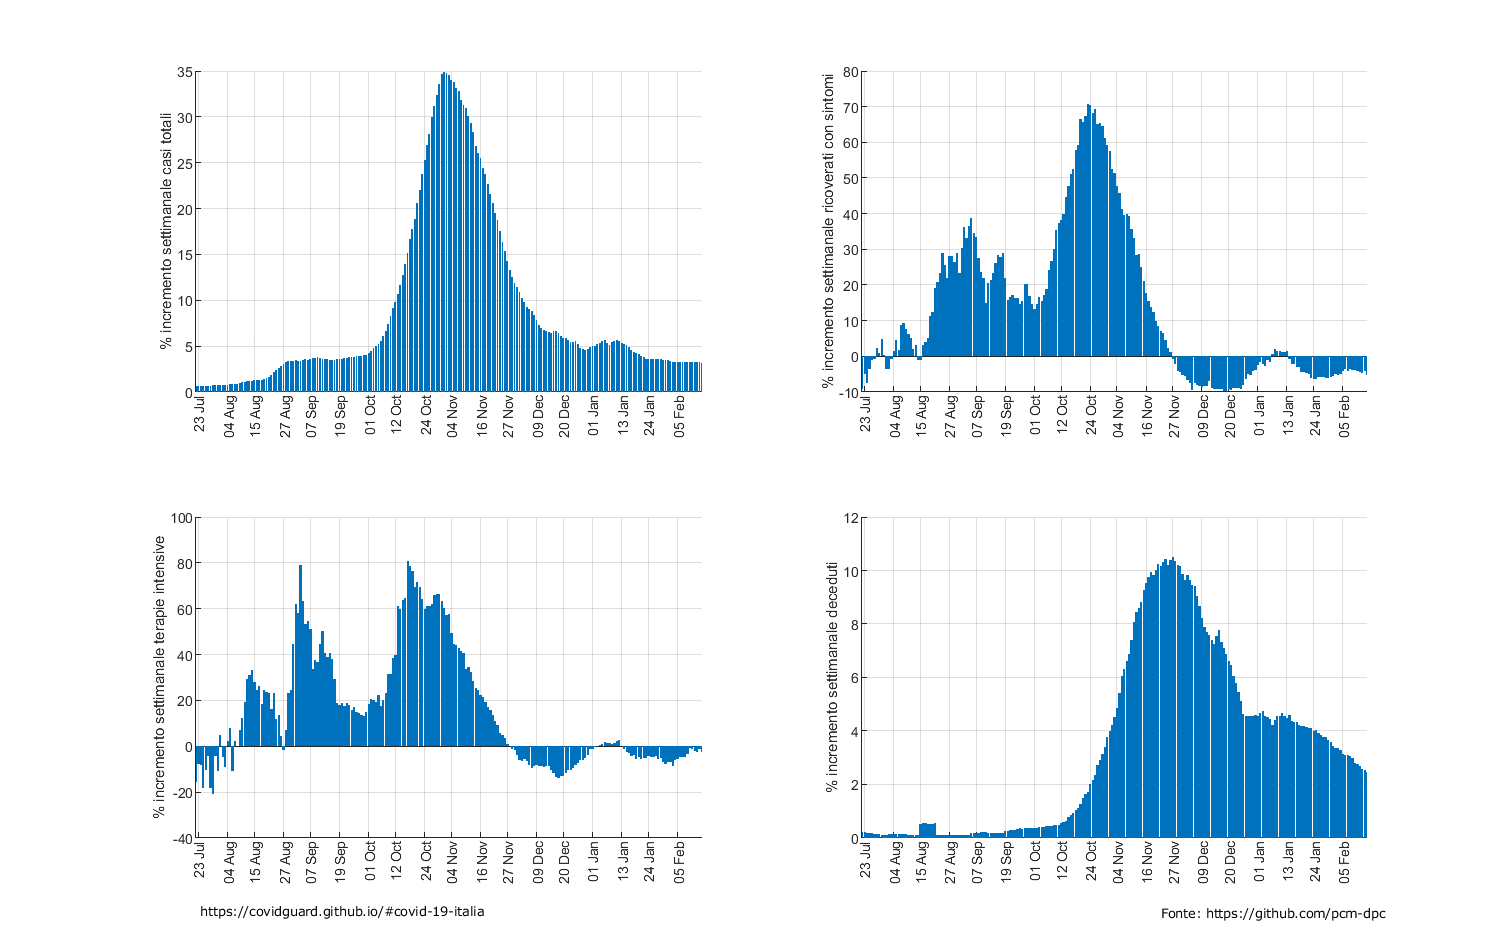 % incremento settimanale casi totali
35
30
25
20
15
10
5
0
23 Jul
04 Aug
15 Aug
27 Aug
07 Sep
19 Sep
01 Oct
12 Oct
24 Oct
04 Nov
16 Nov
27 Nov
09 Dec
20 Dec
01 Jan
13 Jan
24 Jan
05 Feb
% incremento settimanale ricoverati con sintomi
80
70
60
50
40
30
20
10
0
-10
23 Jul
04 Aug
15 Aug
27 Aug
07 Sep
19 Sep
01 Oct
12 Oct
24 Oct
04 Nov
16 Nov
27 Nov
09 Dec
20 Dec
01 Jan
13 Jan
24 Jan
05 Feb
% incremento settimanale terapie intensive
100
80
60
40
20
0
-20
-40
23 Jul
04 Aug
15 Aug
27 Aug
07 Sep
19 Sep
01 Oct
12 Oct
24 Oct
04 Nov
16 Nov
27 Nov
09 Dec
20 Dec
01 Jan
13 Jan
24 Jan
05 Feb
% incremento settimanale deceduti
12
10
8
6
4
2
0
23 Jul
04 Aug
15 Aug
27 Aug
07 Sep
19 Sep
01 Oct
12 Oct
24 Oct
04 Nov
16 Nov
27 Nov
09 Dec
20 Dec
01 Jan
13 Jan
24 Jan
05 Feb
https://covidguard.github.io/#covid-19-italia
Fonte: https://github.com/pcm-dpc